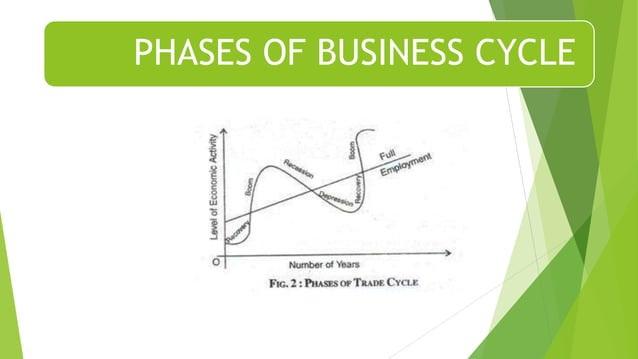 PHASES OF BUSINESS CYCLE
Level of Economic Activity
Recovery
Boom
Recession
Depression
Recovery
Boom
Full
Employment
O
Number of Years
FIG. 2 : PHASES OF TRADE CYCLE